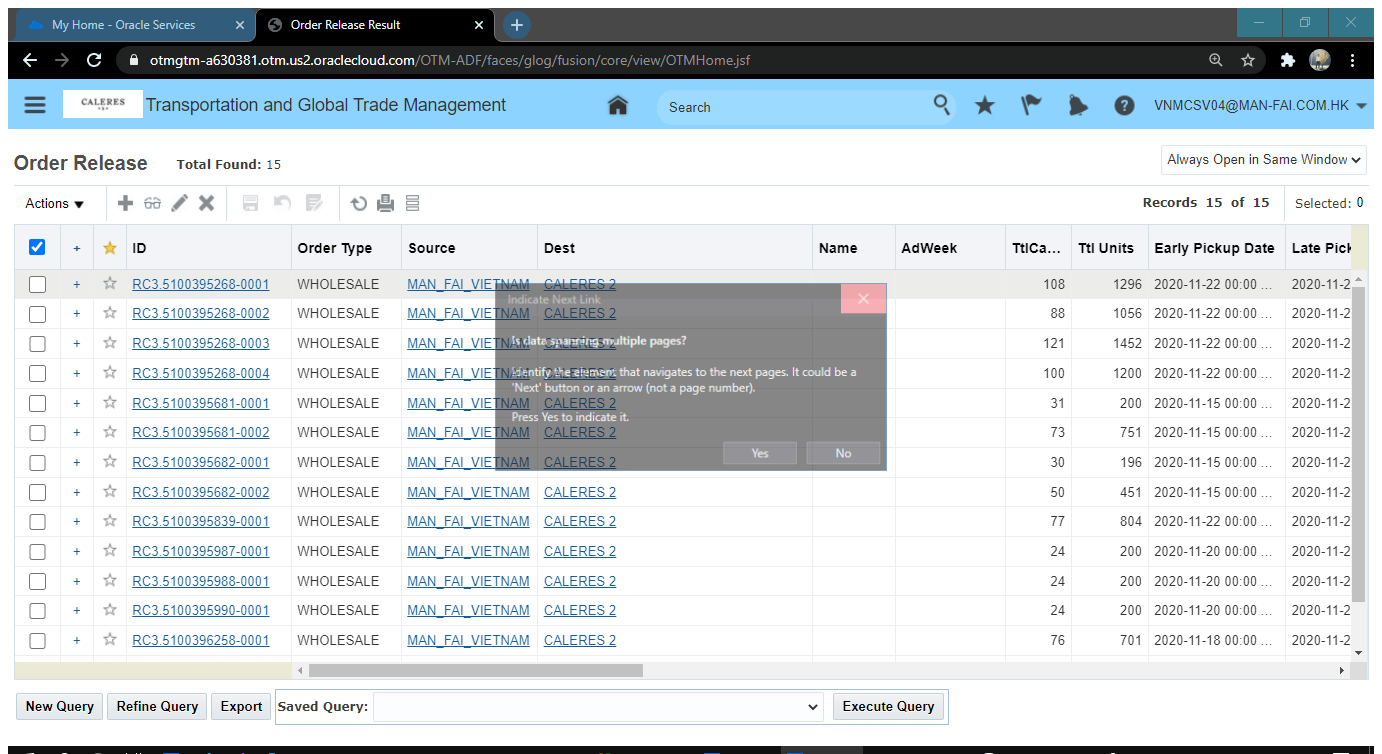 My Home - Oracle Services
Order Release Result
otmgtm-a630381.otm.us2.oraclecloud.com/OTM-ADF/faces/glog/fusion/core/view/OTMHome.jsf
CALERES Transportation and Global Trade Management Search VNMCSV04@MAN-FAI.COM.HK
Order Release Total Found: 15 Always Open in Same Window
Actions Records 15 of 15 Selected: 0
+ ID Order Type Source Dest Name AdWeek TtlCa... Ttl Units Early Pickup Date Late Pick
+ RC3.5100395268-0001 WHOLESALE MAN_FAI_VIETNAM CALERES 2 108 1296 2020-11-22 00:00 ... 2020-11-2
+ RC3.5100395268-0002 WHOLESALE MAN_FAI_VIETNAM CALERES 2 88 1056 2020-11-22 00:00 ... 2020-11-2
+ RC3.5100395268-0003 WHOLESALE MAN_FAI_VIETNAM CALERES 2 121 1452 2020-11-22 00:00 ... 2020-11-2
+ RC3.5100395268-0004 WHOLESALE MAN_FAI_VIETNAM CALERES 2 100 1200 2020-11-22 00:00 ... 2020-11-2
+ RC3.5100395681-0001 WHOLESALE MAN_FAI_VIETNAM CALERES 2 31 200 2020-11-15 00:00 ... 2020-11-2
+ RC3.5100395681-0002 WHOLESALE MAN_FAI_VIETNAM CALERES 2 73 751 2020-11-15 00:00 ... 2020-11-2
+ RC3.5100395682-0001 WHOLESALE MAN_FAI_VIETNAM CALERES 2 30 196 2020-11-15 00:00 ... 2020-11-2
+ RC3.5100395682-0002 WHOLESALE MAN_FAI_VIETNAM CALERES 2 50 451 2020-11-15 00:00 ... 2020-11-2
+ RC3.5100395839-0001 WHOLESALE MAN_FAI_VIETNAM CALERES 2 77 804 2020-11-22 00:00 ... 2020-11-2
+ RC3.5100395987-0001 WHOLESALE MAN_FAI_VIETNAM CALERES 2 24 200 2020-11-20 00:00 ... 2020-11-2
+ RC3.5100395988-0001 WHOLESALE MAN_FAI_VIETNAM CALERES 2 24 200 2020-11-20 00:00 ... 2020-11-2
+ RC3.5100395990-0001 WHOLESALE MAN_FAI_VIETNAM CALERES 2 24 200 2020-11-20 00:00 ... 2020-11-2
+ RC3.5100396258-0001 WHOLESALE MAN_FAI_VIETNAM CALERES 2 76 701 2020-11-18 00:00 ... 2020-11-2
Indicate Next Link
Is data spanning multiple pages?
Identify the element that navigates to the next pages. It could be a
'Next' button or an arrow (not a page number).
Press Yes to indicate it.
Yes No
New Query Refine Query Export Saved Query: Execute Query